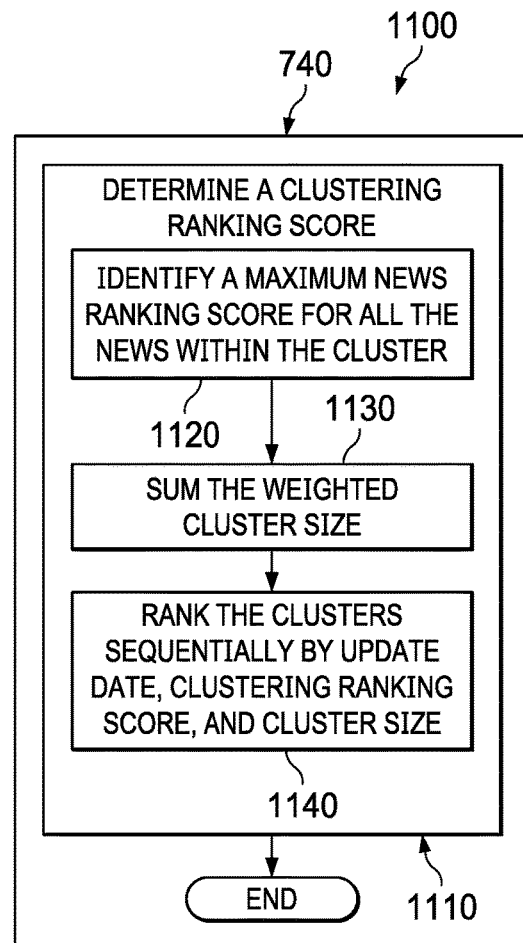 1100
740
DETERMINE A CLUSTERING
RANKING SCORE
IDENTIFY A MAXIMUM NEWS
RANKING SCORE FOR ALL THE
NEWS WITHIN THE CLUSTER
1120
1130
SUM THE WEIGHTED
CLUSTER SIZE
RANK THE CLUSTERS
SEQUENTIALLY BY UPDATE
DATE, CLUSTERING RANKING
SCORE, AND CLUSTER SIZE
1140
END
1110